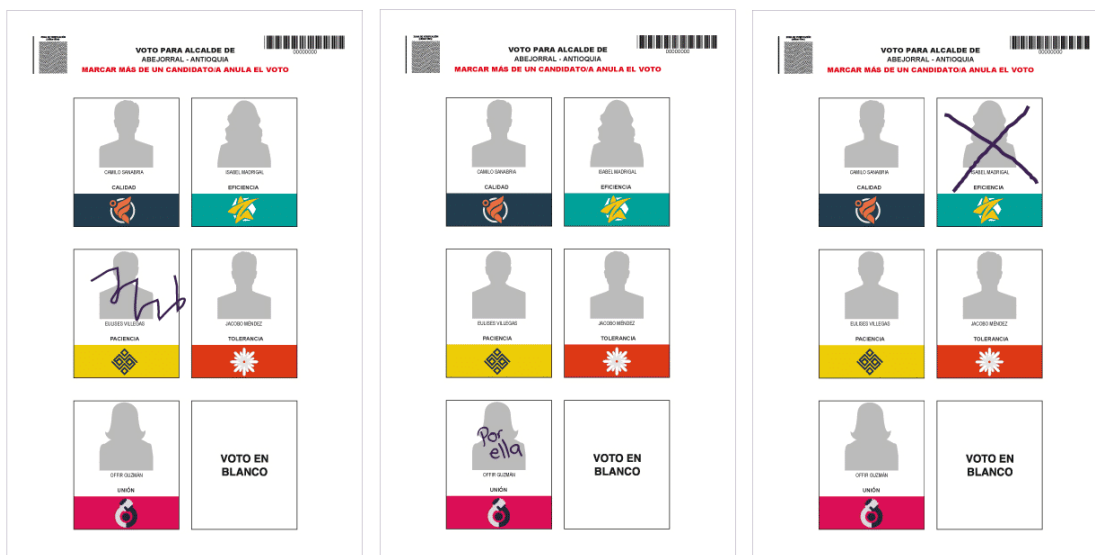 VOTO PARA ALCALDE DE
ABEJORRAL - ANTIOQUIA
MARCAR MÁS DE UN CANDIDATO/A ANULA EL VOTO
00000000
CAMILO SANABRIA
ISABEL MADRIGAL
CALIDAD
EFICIENCIA
EULISES VILLEGAS
JACOBO MÉNDEZ
PACIENCIA
TOLERANCIA
OFFIR GUZMÁN
UNIÓN
VOTO EN
BLANCO
VOTO PARA ALCALDE DE
ABEJORRAL - ANTIOQUIA
MARCAR MÁS DE UN CANDIDATO/A ANULA EL VOTO
00000000
CAMILO SANABRIA
ISABEL MADRIGAL
CALIDAD
EFICIENCIA
EULISES VILLEGAS
JACOBO MÉNDEZ
PACIENCIA
TOLERANCIA
Por
ella
OFFIR GUZMÁN
UNIÓN
VOTO EN
BLANCO
VOTO PARA ALCALDE DE
ABEJORRAL - ANTIOQUIA
MARCAR MÁS DE UN CANDIDATO/A ANULA EL VOTO
00000000
CAMILO SANABRIA
ISABEL MADRIGAL
CALIDAD
EFICIENCIA
EULISES VILLEGAS
JACOBO MÉNDEZ
PACIENCIA
TOLERANCIA
OFFIR GUZMÁN
UNIÓN
VOTO EN
BLANCO